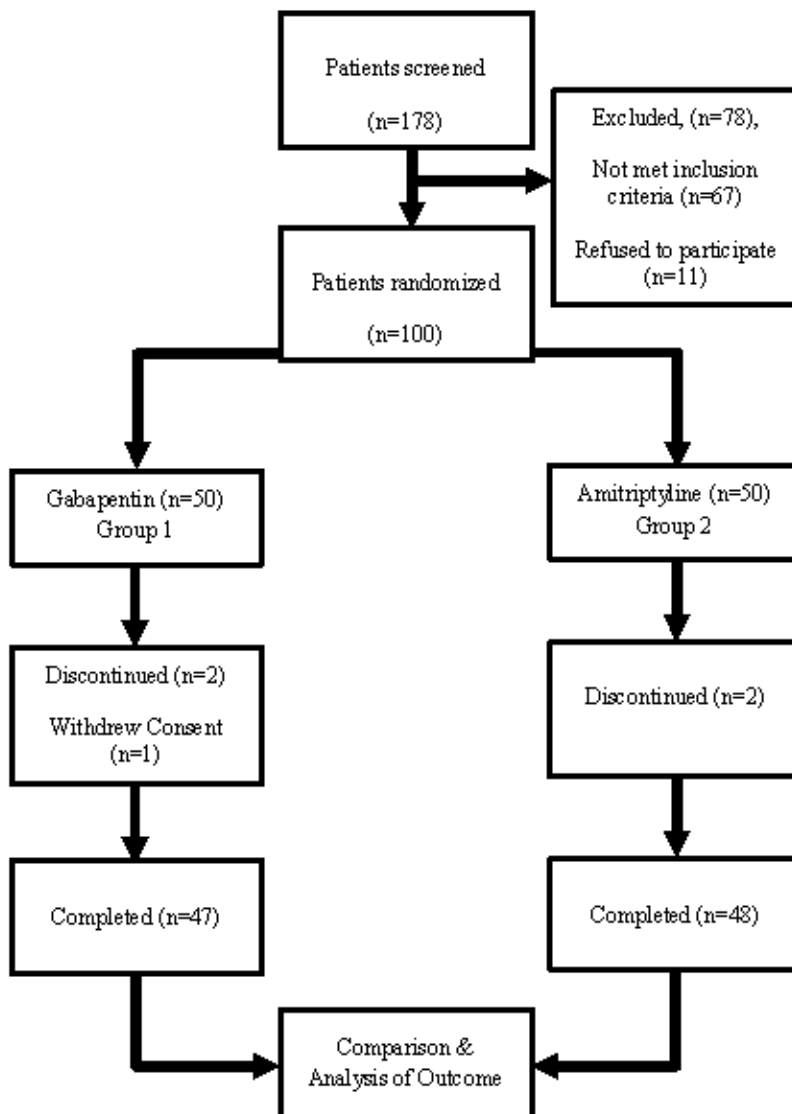 Patients screened
(n=178)
Excluded, (n=78),
Not met inclusion
criteria (n=67)
Refused to participate
(n=11)
Patients randomized
(n=100)
Gabapentin (n=50)
Group 1
Amitriptyline (n=50)
Group 2
Discontinued (n=2)
Withdrew Consent
(n=1)
Discontinued (n=2)
Completed (n=47)
Completed (n=48)
Comparison &
Analysis of Outcome